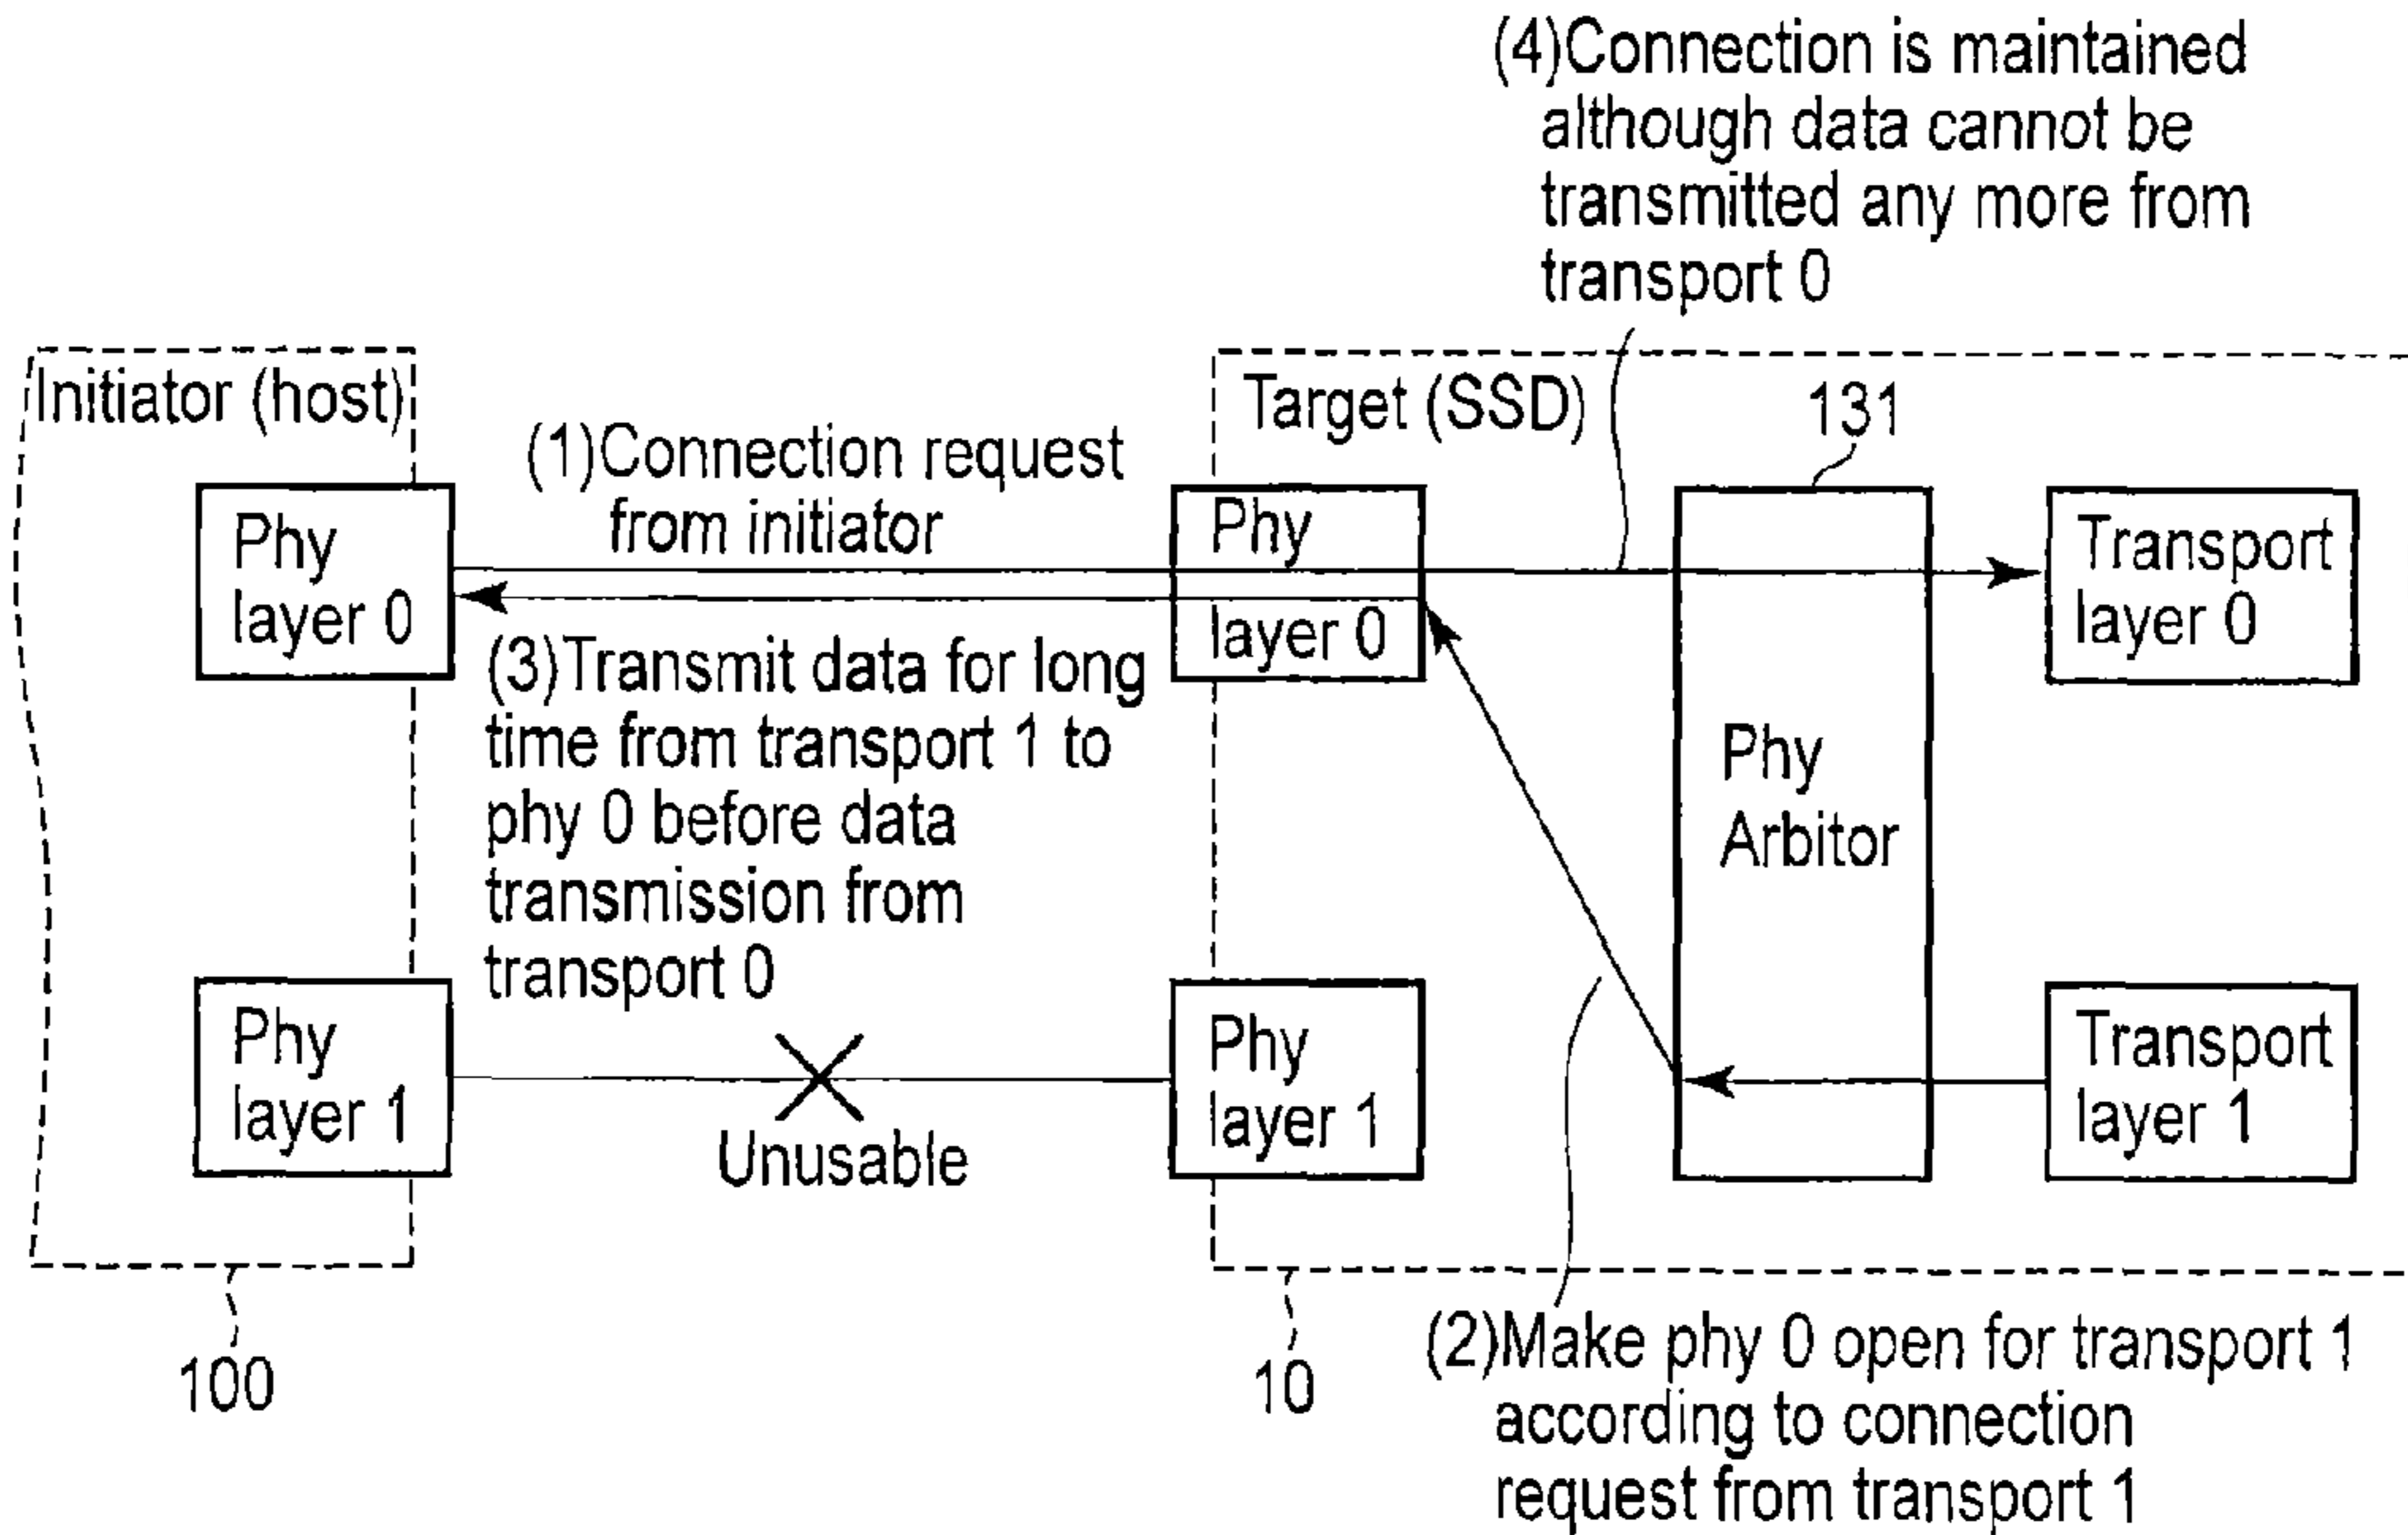 (4)Connection is maintained
although data cannot be
transmitted any more from
transport 0
Initiator (host)
Target (SSD)
131
(1)Connection request
from initiator
Phy
layer 0
Phy
layer 0
Transport
layer 0
(3)Transmit data for long
time from transport 1 to
phy 0 before data
transmission from
transport 0
Phy
Arbitor
Phy
layer 1
Unusable
Phy
layer 1
Transport
layer 1
100
10
(2)Make phy 0 open for transport 1
according to connection
request from transport 1